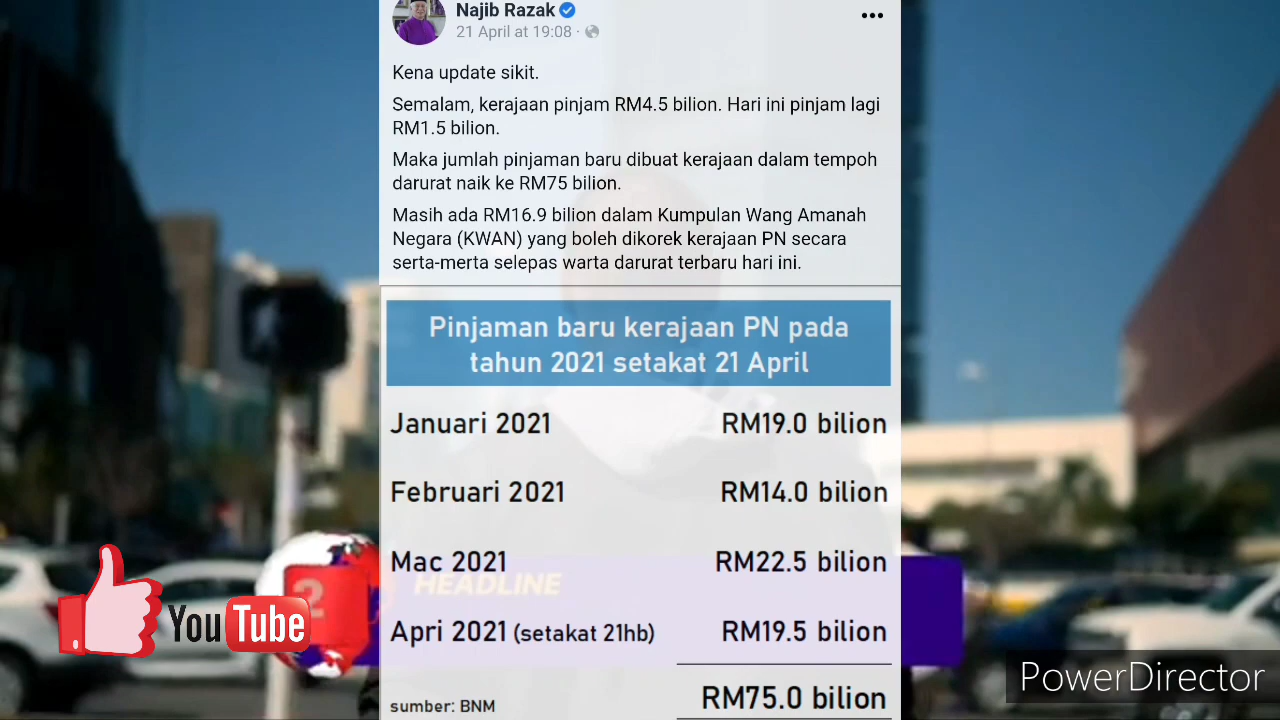 Najib Razak
21 April at 19:08 ·
Kena update sikit.
Semalam, kerajaan pinjam RM4.5 bilion. Hari ini pinjam lagi
RM1.5 bilion.
Maka jumlah pinjaman baru dibuat kerajaan dalam tempoh
darurat naik ke RM75 bilion.
Masih ada RM16.9 bilion dalam Kumpulan Wang Amanah
Negara (KWAN) yang boleh dikorek kerajaan PN secara
serta-merta selepas warta darurat terbaru hari ini.
Pinjaman baru kerajaan PN pada
tahun 2021 setakat 21 April
Januari 2021 RM19.0 bilion
Februari 2021 RM14.0 bilion
Mac 2021 RM22.5 bilion
HEADLINE
2
Apri 2021 (setakat 21hb) RM19.5 bilion
YouTube
sumber: BNM RM75.0 bilion
PowerDirector